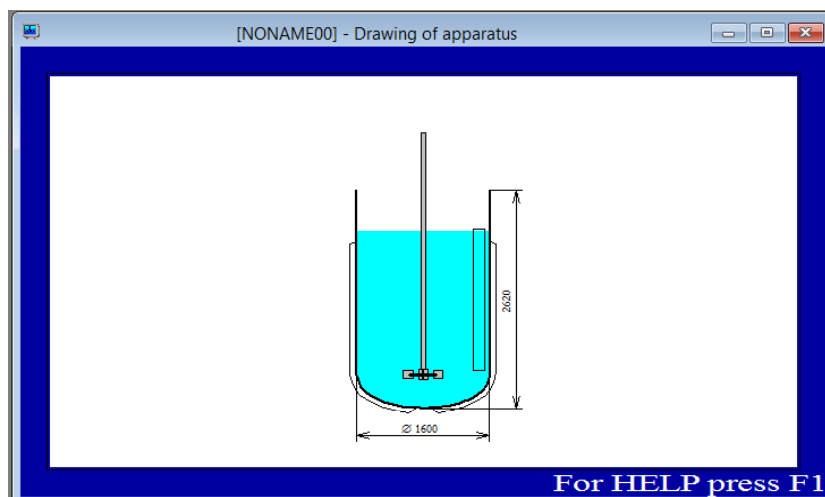 [NONAME00] - Drawing of apparatus
2620
Ø 1600
For HELP press F1